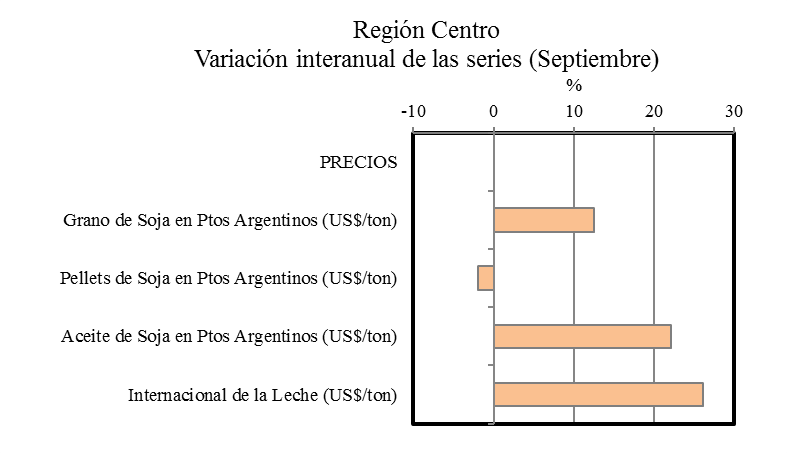 Región Centro
Variación interanual de las series (Septiembre)
%
-10 0 10 20 30
PRECIOS
Grano de Soja en Ptos Argentinos (US$/ton)
Pellets de Soja en Ptos Argentinos (US$/ton)
Aceite de Soja en Ptos Argentinos (US$/ton)
Internacional de la Leche (US$/ton)